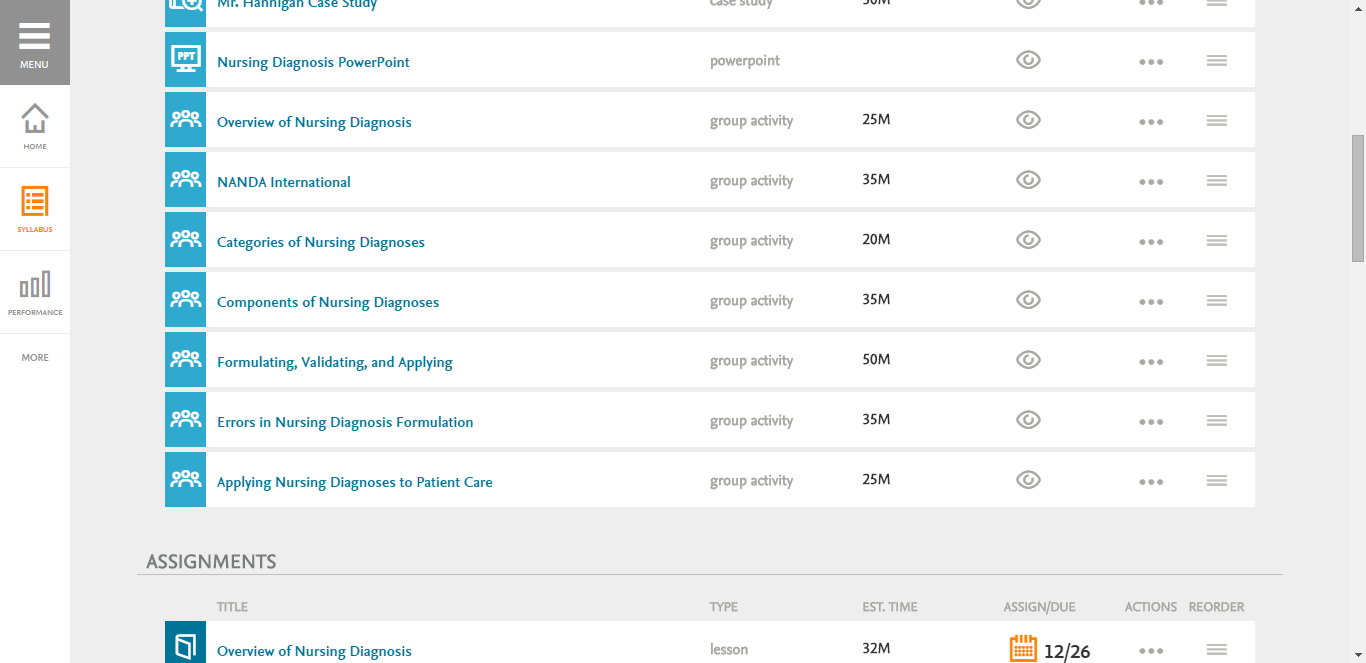 MENU
HOME
SYLLABUS
PERFORMANCE
MORE
Mr. Hannigan Case Study case study 50M
PPT Nursing Diagnosis PowerPoint powerpoint
Overview of Nursing Diagnosis group activity 25M
NANDA International group activity 35M
Categories of Nursing Diagnoses group activity 20M
Components of Nursing Diagnoses group activity 35M
Formulating, Validating, and Applying group activity 50M
Errors in Nursing Diagnosis Formulation group activity 35M
Applying Nursing Diagnoses to Patient Care group activity 25M
ASSIGNMENTS
TITLE TYPE EST. TIME ASSIGN/DUE ACTIONS REORDER
Overview of Nursing Diagnosis lesson 32M 12/26